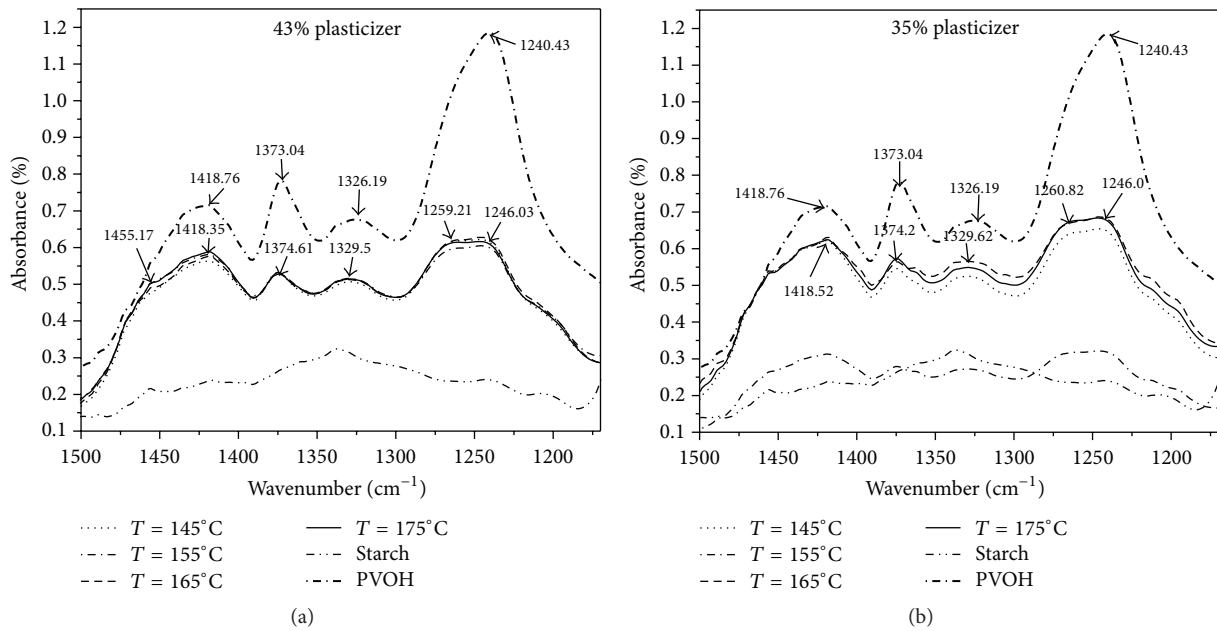 43% plasticizer
1240.43
1373.04
1418.76
1326.19
1455.17
1418.35
1374.61
1329.5
1259.21
1246.03
Absorbance (%)
1.2
1.1
1.0
0.9
0.8
0.7
0.6
0.5
0.4
0.3
0.2
0.1
1500
1450
1400
1350
1300
1250
1200
Wavenumber (cm⁻¹)
T = 145°C
T = 155°C
T = 165°C
T = 175°C
Starch
PVOH
(a)
35% plasticizer
1240.43
1373.04
1418.76
1326.19
1260.82
1246.0
1374.2
1329.62
1418.52
Absorbance (%)
1.2
1.1
1.0
0.9
0.8
0.7
0.6
0.5
0.4
0.3
0.2
0.1
1500
1450
1400
1350
1300
1250
1200
Wavenumber (cm⁻¹)
T = 145°C
T = 155°C
T = 165°C
T = 175°C
Starch
PVOH
(b)